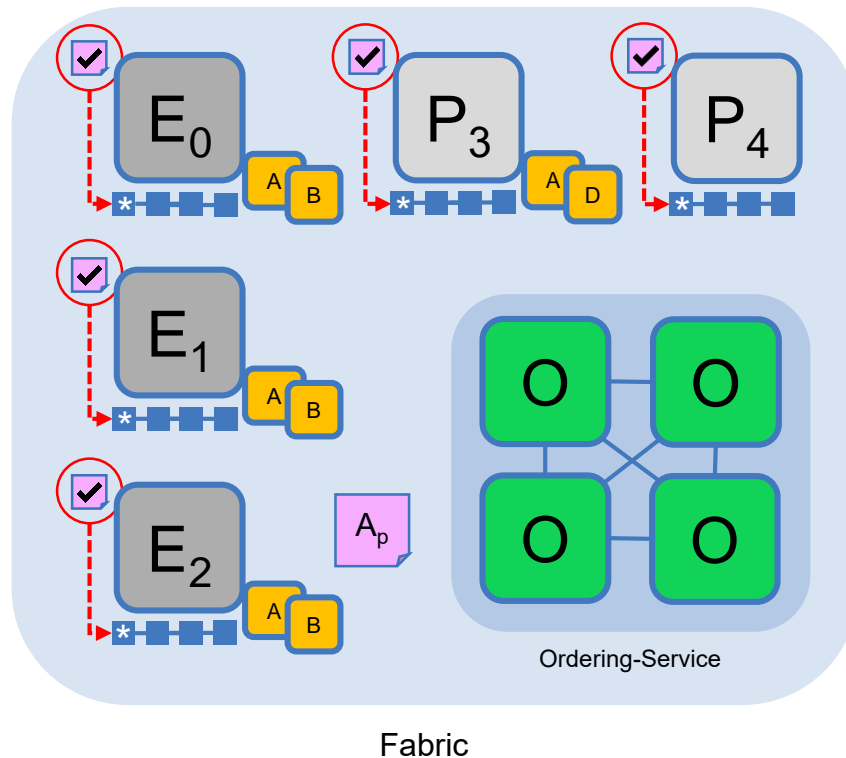 E₀
A
B
P₃
A
D
P₄
*
*
*
E₁
A
B
*
E₂
A
B
*
Aₚ
O
O
O
O
Ordering-Service
Fabric